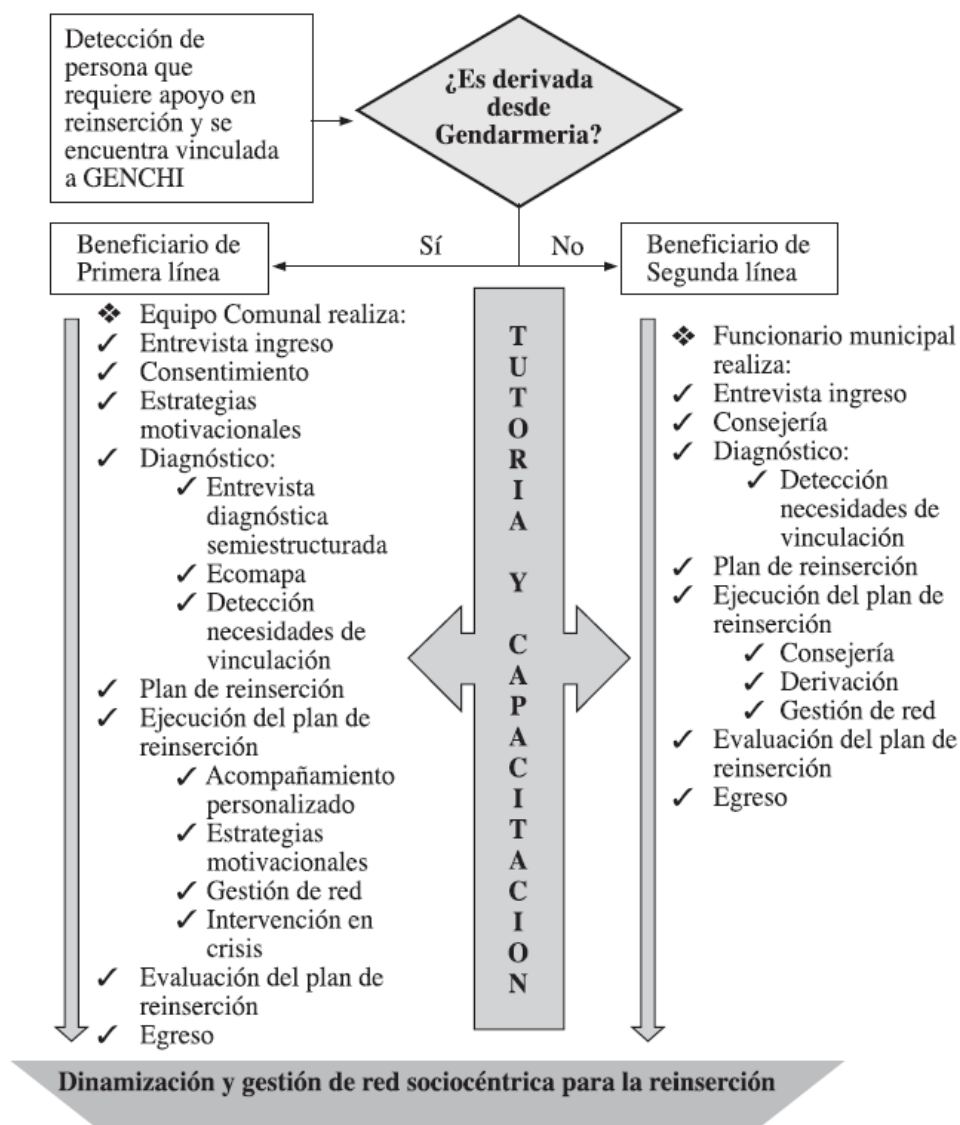 Detección de
persona que
requiere apoyo en
reinserción y se
encuentra vinculada
a GENCHI
¿Es derivada
desde
Gendarmeria?
Sí
No
Beneficiario de
Primera línea
Beneficiario de
Segunda línea
❖ Equipo Comunal realiza:
✓ Entrevista ingreso
✓ Consentimiento
✓ Estrategias
motivacionales
✓ Diagnóstico:
✓ Entrevista
diagnóstica
semiestructurada
✓ Ecomapa
✓ Detección
necesidades de
vinculación
✓ Plan de reinserción
✓ Ejecución del plan de
reinserción
✓ Acompañamiento
personalizado
✓ Estrategias
motivacionales
✓ Gestión de red
✓ Intervención en
crisis
✓ Evaluación del plan de
reinserción
✓ Egreso
TUTORIA Y CAPACITACION
❖ Funcionario municipal
realiza:
✓ Entrevista ingreso
✓ Consejería
✓ Diagnóstico:
✓ Detección
necesidades de
vinculación
✓ Plan de reinserción
✓ Ejecución del plan de
reinserción
✓ Consejería
✓ Derivación
✓ Gestión de red
✓ Evaluación del plan de
reinserción
✓ Egreso
Dinamización y gestión de red sociocéntrica para la reinserción